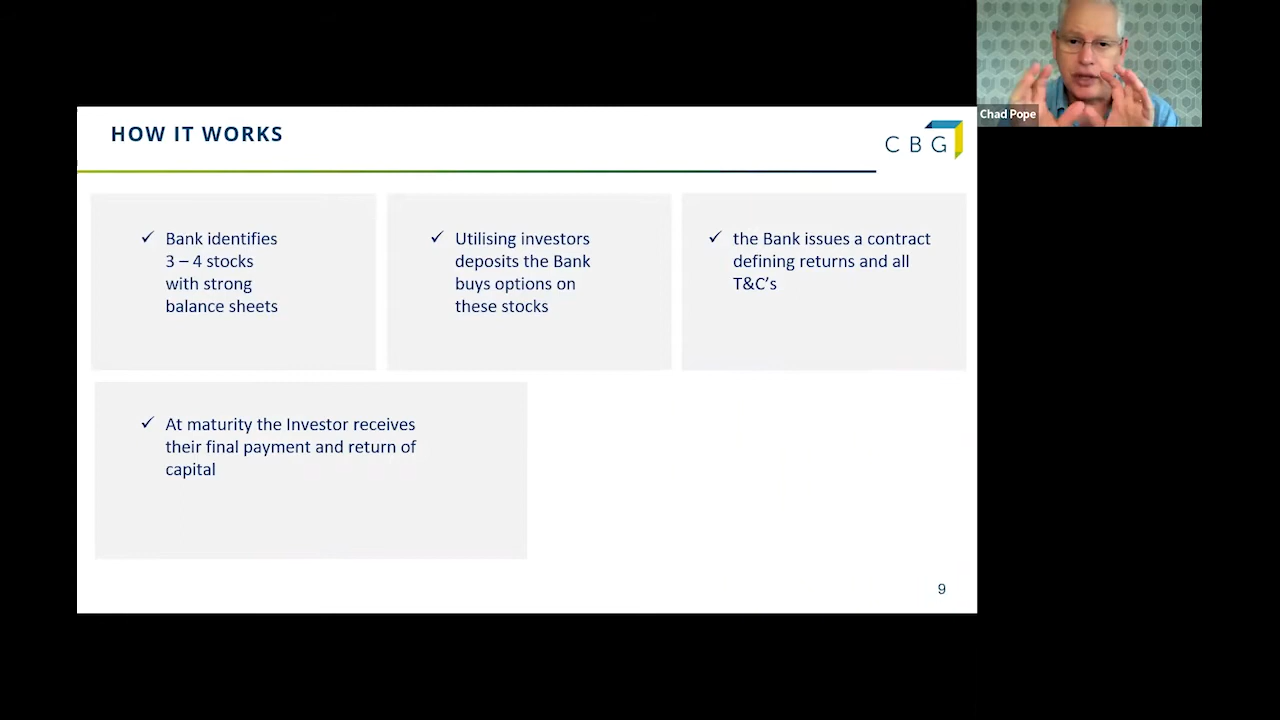 HOW IT WORKS
CBG
Chad Pope
✓ Bank identifies
3 – 4 stocks
with strong
balance sheets
✓ Utilising investors
deposits the Bank
buys options on
these stocks
✓ the Bank issues a contract
defining returns and all
T&C’s
✓ At maturity the Investor receives
their final payment and return of
capital
9